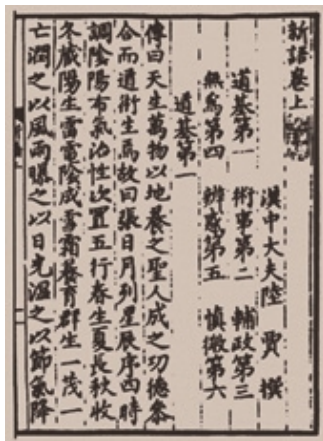 新語卷上
漢中大夫陸賈撰
道基第一 術事第二 輔政第三
無為第四 辨惑第五 慎微第六
道基第一
傳曰天生萬物以地養之聖人成之功德參
合而道術生焉故曰張日月列星辰序四時
調陰陽布氣治性次置五行春生夏長秋收
冬藏陽生雷電陰成雪霜養育群生一茂一
亡潤之以風雨曝之以日光溫之以節氣降